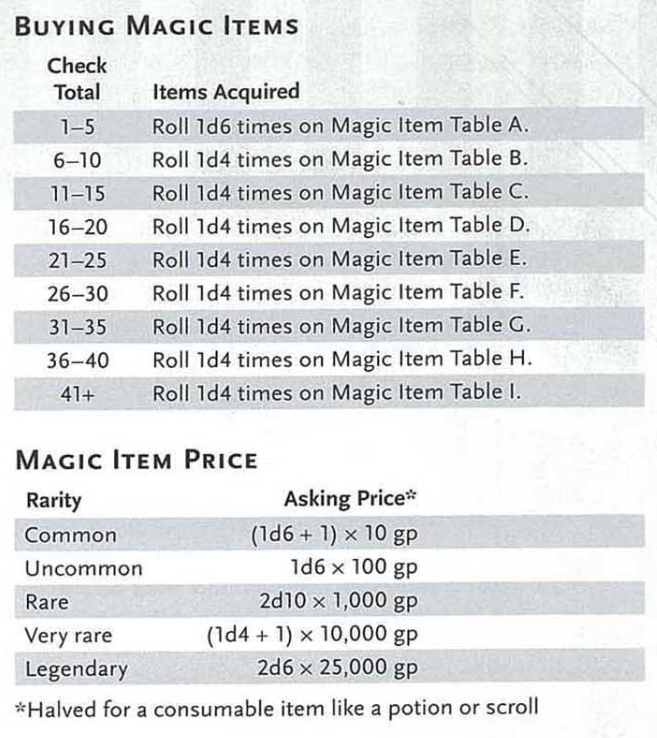 BUYING MAGIC ITEMS
Check
Total Items Acquired
1–5 Roll 1d6 times on Magic Item Table A.
6–10 Roll 1d4 times on Magic Item Table B.
11–15 Roll 1d4 times on Magic Item Table C.
16–20 Roll 1d4 times on Magic Item Table D.
21–25 Roll 1d4 times on Magic Item Table E.
26–30 Roll 1d4 times on Magic Item Table F.
31–35 Roll 1d4 times on Magic Item Table G.
36–40 Roll 1d4 times on Magic Item Table H.
41+ Roll 1d4 times on Magic Item Table I.
MAGIC ITEM PRICE
Rarity Asking Price*
Common (1d6 + 1) × 10 gp
Uncommon 1d6 × 100 gp
Rare 2d10 × 1,000 gp
Very rare (1d4 + 1) × 10,000 gp
Legendary 2d6 × 25,000 gp
*Halved for a consumable item like a potion or scroll